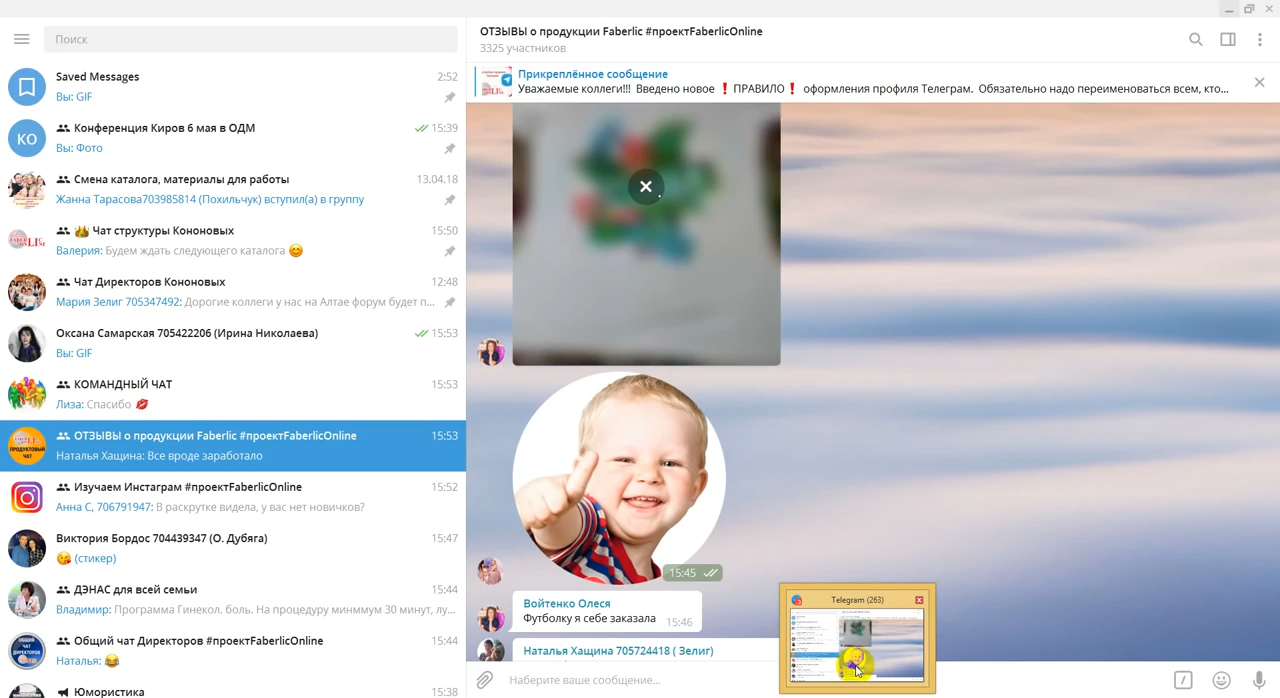 Поиск
Saved Messages 2:52
Вы: GIF
КО
Конференция Киров 6 мая в ОДМ 15:39
Вы: Фото
Смена каталога, материалы для работы 13.04.18
Жанна Тарасова703985814 (Похильчук) вступил(а) в группу
Чат структуры Кононовых 15:50
Валерия: Будем ждать следующего каталога
Чат Директоров Кононовых 12:48
Мария Зелиг 705347492: Дорогие коллеги у нас на Алтае форум будет п...
Оксана Самарская 705422206 (Ирина Николаева) 15:53
Вы: GIF
КОМАНДНЫЙ ЧАТ 15:53
Лиза: Спасибо
ПРОДУКТОВЫЙ
ЧАТ
ОТЗЫВЫ о продукции Faberlic #проектFaberlicOnline 15:53
Наталья Хащина: Все вроде заработало
Изучаем Инстаграм #проектFaberlicOnline 15:52
Анна С, 706791947: В раскрутке видела, у вас нет новичков?
Виктория Бордос 704439347 (О. Дубяга) 15:47
(стикер)
ДЭНАС для всей семьи 15:44
Владимир: Программа Гинекол. боль. На процедуру минммум 30 минут, лу...
ОБЩИЙ
ЧАТ
ДИРЕКТОРОВ
Общий чат Директоров #проектFaberlicOnline 15:44
Наталья:
Юмористика 15:38
ОТЗЫВЫ о продукции Faberlic #проектFaberlicOnline
3325 участников
Прикреплённое сообщение
Уважаемые коллеги!!! Введено новое ❗ ПРАВИЛО ❗ оформления профиля Телеграм. Обязательно надо переименоваться всем, кто...
15:45
Войтенко Олеся
Футболку я себе заказала 15:46
Наталья Хащина 705724418 ( Зелиг)
Telegram (263)
Наберите ваше сообщение...